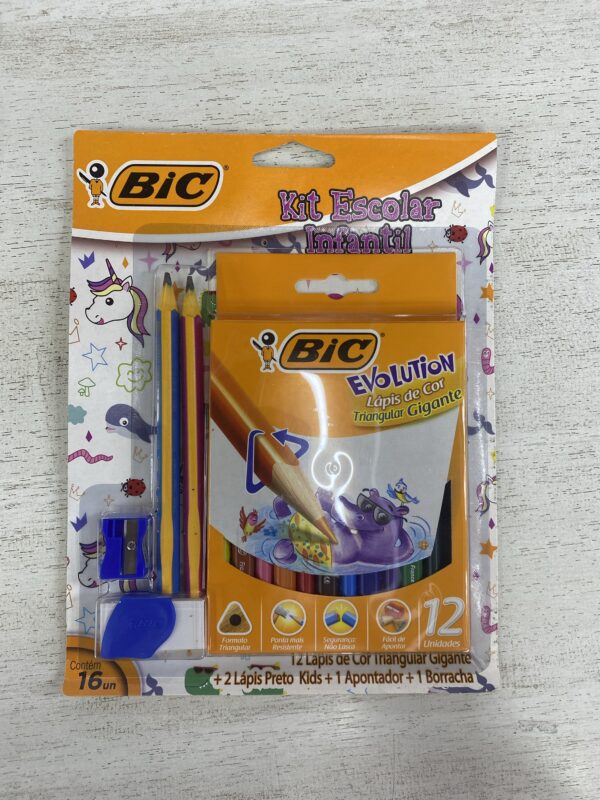 BiC
Kit Escolar
Infantil
BiC
EVOLUTION
Lápis de Cor
Triangular Gigante
BIC
Formato
Triangular
Ponta mais
Resistente
Segurança:
Não Lasca
Fácil de
Apontar
12
Unidades
Contém
16un
12 Lápis de Cor Triangular Gigante
+ 2 Lápis Preto Kids + 1 Apontador + 1 Borracha